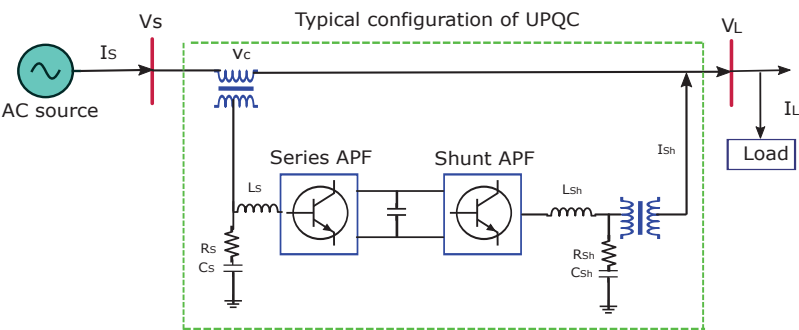 Typical configuration of UPQC
Vs
VL
Is
vc
AC source
IL
Load
Ish
Series APF
Shunt APF
Ls
Lsh
Rs
Cs
Rsh
Csh